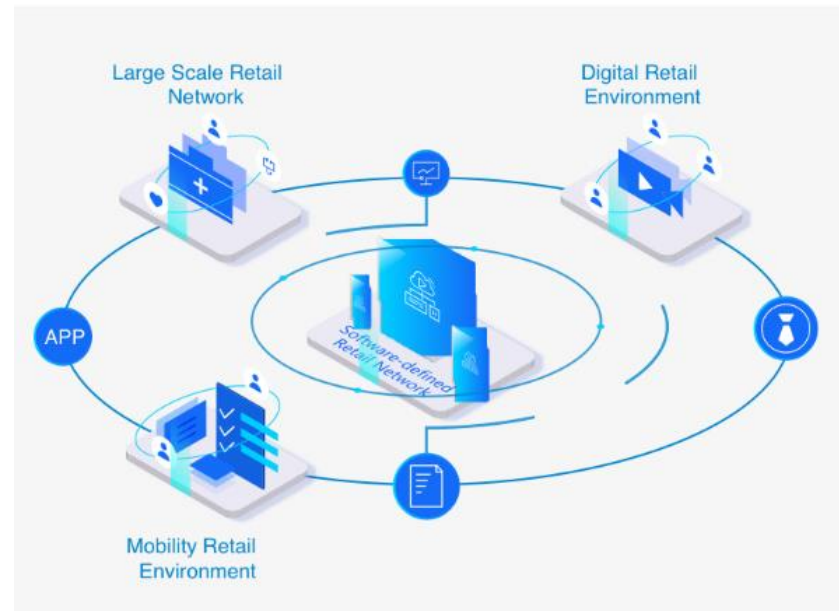 Large Scale Retail
Network
Digital Retail
Environment
APP
Software-defined
Retail Network
Mobility Retail
Environment